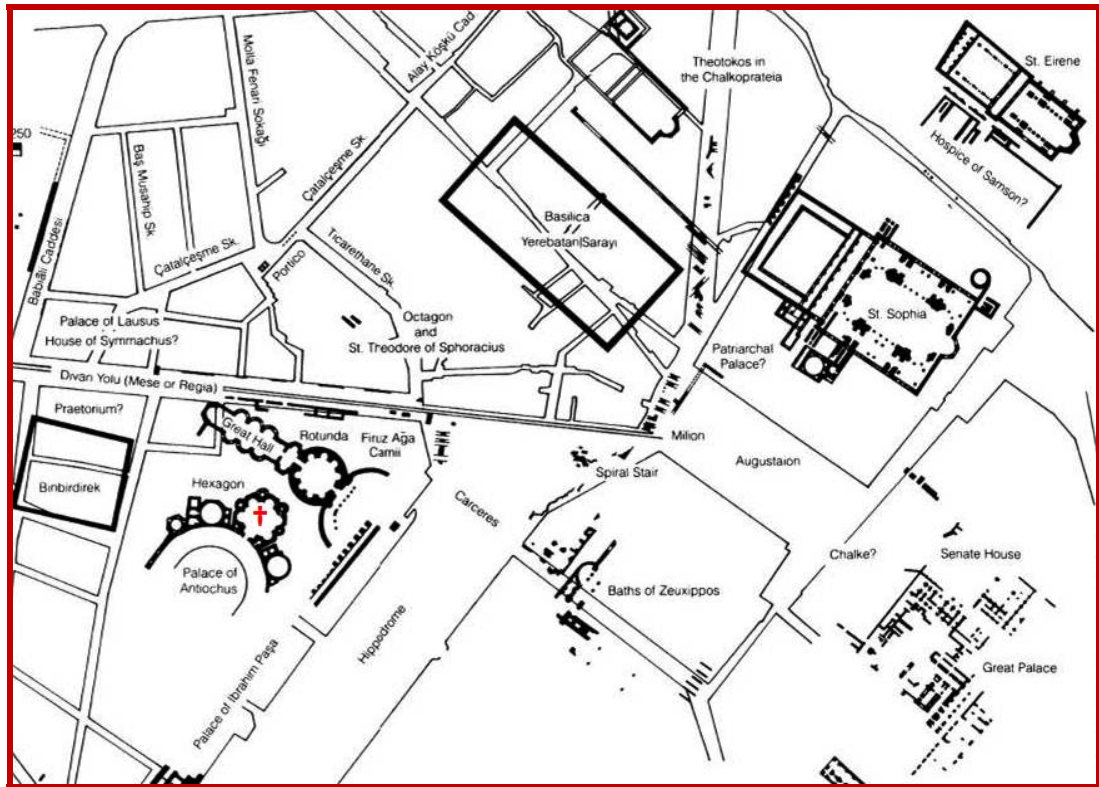 Molla Fenari Sokağı
Alay Köşkü Cad.
Theotokos in
the Chalkoprateia
St. Eirene
Hospice of Samson?
250
Baş Musahip Sk.
Çatalçeşme Sk.
Babıâli Caddesi
Çatalçeşme Sk.
Portico
Ticarethane Sk.
Basilica
Yerebatan Sarayı
St. Sophia
Palace of Lausus
House of Symmachus?
Octagon
and
St. Theodore of Sphoracius
Patriarchal
Palace?
Divan Yolu (Mese or Regia)
Praetorium?
Great Hall
Rotunda
Firuz Ağa
Camii
Milion
Augustaion
Spiral Stair
Binbirdirek
Hexagon
Carceres
Palace of
Antiochus
Chalke?
Senate House
Baths of Zeuxippos
Hippodrome
Palace of Ibrahim Paşa
Great Palace